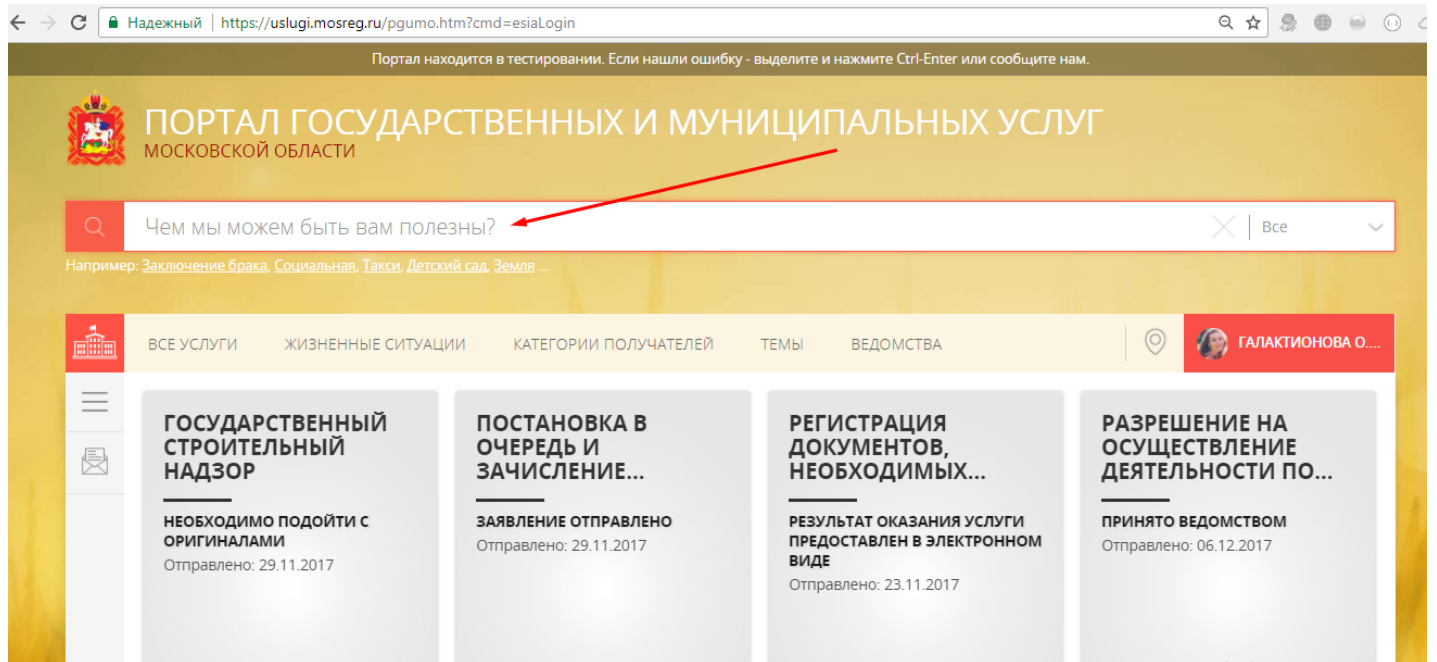 Надежный | https://uslugi.mosreg.ru/pgumo.htm?cmd=esiaLogin
Портал находится в тестировании. Если нашли ошибку - выделите и нажмите Ctrl-Enter или сообщите нам.
ПОРТАЛ ГОСУДАРСТВЕННЫХ И МУНИЦИПАЛЬНЫХ УСЛУГ
МОСКОВСКОЙ ОБЛАСТИ
Чем мы можем быть вам полезны?
Все
Например: Заключение брака, Социальная, Такси, Детский сад, Земля ...
ВСЕ УСЛУГИ
ЖИЗНЕННЫЕ СИТУАЦИИ
КАТЕГОРИИ ПОЛУЧАТЕЛЕЙ
ТЕМЫ
ВЕДОМСТВА
ГАЛАКТИОНОВА О....
ГОСУДАРСТВЕННЫЙ
СТРОИТЕЛЬНЫЙ
НАДЗОР
НЕОБХОДИМО ПОДОЙТИ С
ОРИГИНАЛАМИ
Отправлено: 29.11.2017
ПОСТАНОВКА В
ОЧЕРЕДЬ И
ЗАЧИСЛЕНИЕ...
ЗАЯВЛЕНИЕ ОТПРАВЛЕНО
Отправлено: 29.11.2017
РЕГИСТРАЦИЯ
ДОКУМЕНТОВ,
НЕОБХОДИМЫХ...
РЕЗУЛЬТАТ ОКАЗАНИЯ УСЛУГИ
ПРЕДОСТАВЛЕН В ЭЛЕКТРОННОМ
ВИДЕ
Отправлено: 23.11.2017
РАЗРЕШЕНИЕ НА
ОСУЩЕСТВЛЕНИЕ
ДЕЯТЕЛЬНОСТИ ПО...
ПРИНЯТО ВЕДОМСТВОМ
Отправлено: 06.12.2017